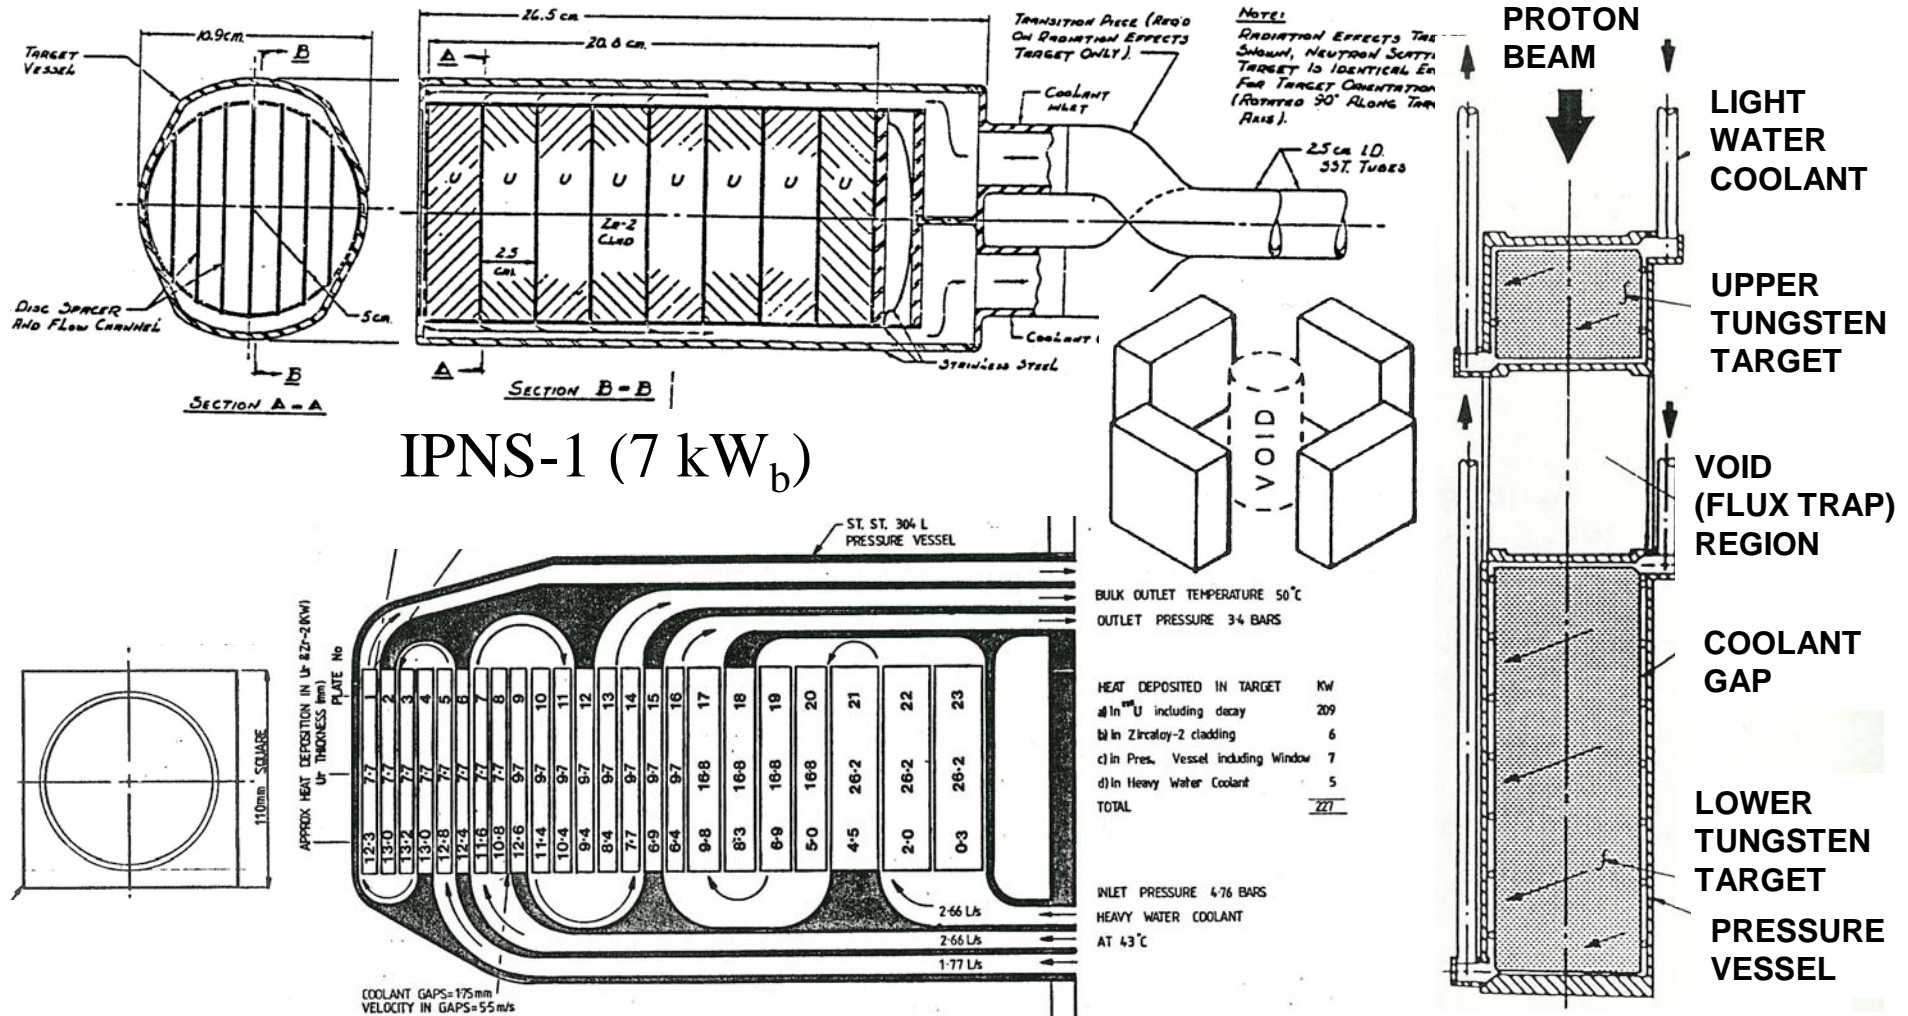 26.5 cm
20.8 cm.
10.9cm.
B
TARGET
VESSEL
A
U U U U U U U U
ZR-2
CLAD
2.5
CM.
DISC SPACER
AND FLOW CHANNEL
5cm.
B
SECTION A-A
A
SECTION B-B
TRANSITION PIECE (REQ'D
ON RADIATION EFFECTS
TARGET ONLY).
COOLANT
INLET
COOLANT
STAINLESS STEEL
NOTE:
RADIATION EFFECTS
SHOWN, NEUTRON
TARGET IS IDENTICAL
FOR TARGET
(ROTATED 90° ALONG
AXIS).
2.5 cm I.D.
SST. TUBES
IPNS-1 (7 kWb)
VOID
PROTON
BEAM
LIGHT
WATER
COOLANT
UPPER
TUNGSTEN
TARGET
VOID
(FLUX TRAP)
REGION
COOLANT
GAP
LOWER
TUNGSTEN
TARGET
PRESSURE
VESSEL
110mm SQUARE
ST. ST. 304 L
PRESSURE VESSEL
APPROX HEAT DEPOSITION IN Ur & Zr-2 (KW)
Ur THICKNESS (mm)
PLATE No
1 2 3 4 5 6 7 8 9 10 11 12 13 14 15 16 17 18 19 20 21 22 23
7·7 7·7 7·7 7·7 7·7 7·7 7·7 7·7 9·7 9·7 9·7 9·7 9·7 9·7 9·7 9·7 16·8 16·8 16·8 16·8 26·2 26·2 26·2
12·3 13·0 13·2 13·0 12·8 12·4 11·6 10·8 12·6 11·4 10·4 9·4 8·4 7·7 6·9 6·4 9·8 8·3 6·9 5·0 4·5 2·0 0·3
2·66 L/s
2·66 L/s
1·77 L/s
COOLANT GAPS=1·75mm
VELOCITY IN GAPS=5·5m/s
BULK OUTLET TEMPERATURE 50°C
OUTLET PRESSURE 3·4 BARS
HEAT DEPOSITED IN TARGET KW
a) In U including decay 209
b) in Zircaloy-2 cladding 6
c) in Pres, Vessel including Window 7
d) in Heavy Water Coolant 5
TOTAL 227
INLET PRESSURE 4·76 BARS
HEAVY WATER COOLANT
AT 43°C